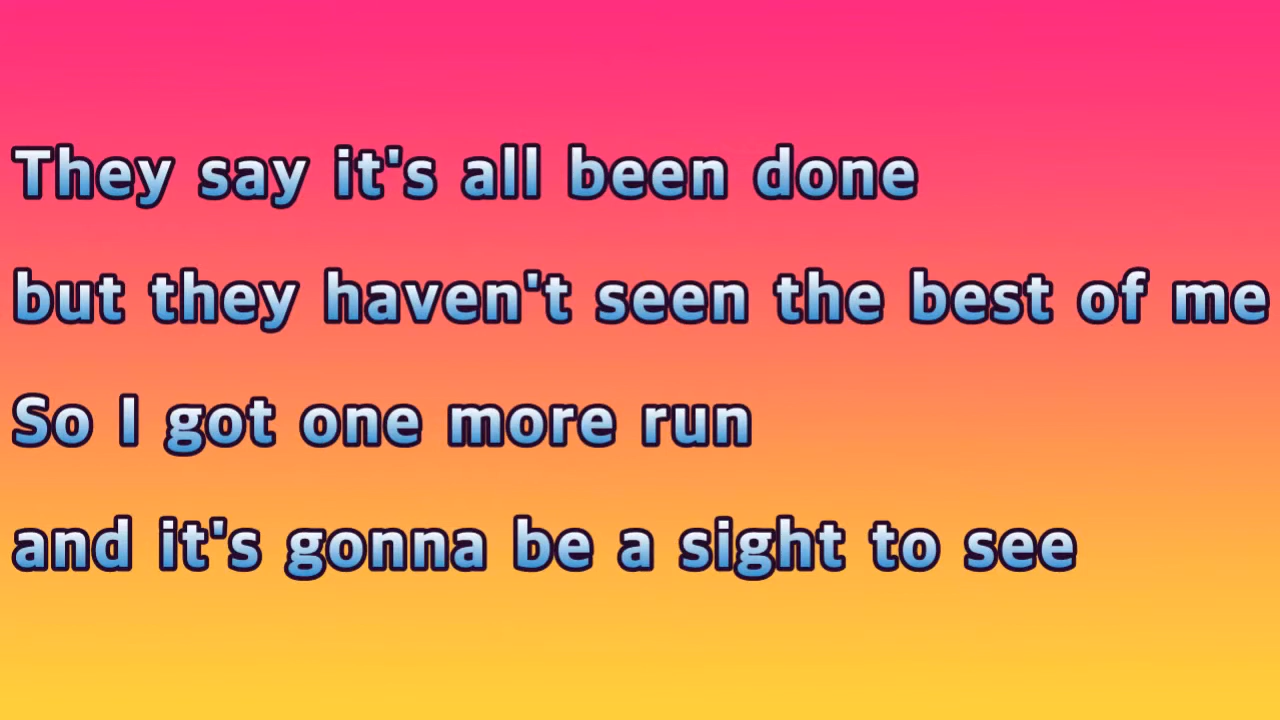 They say it's all been done
but they haven't seen the best of me
So I got one more run
and it's gonna be a sight to see